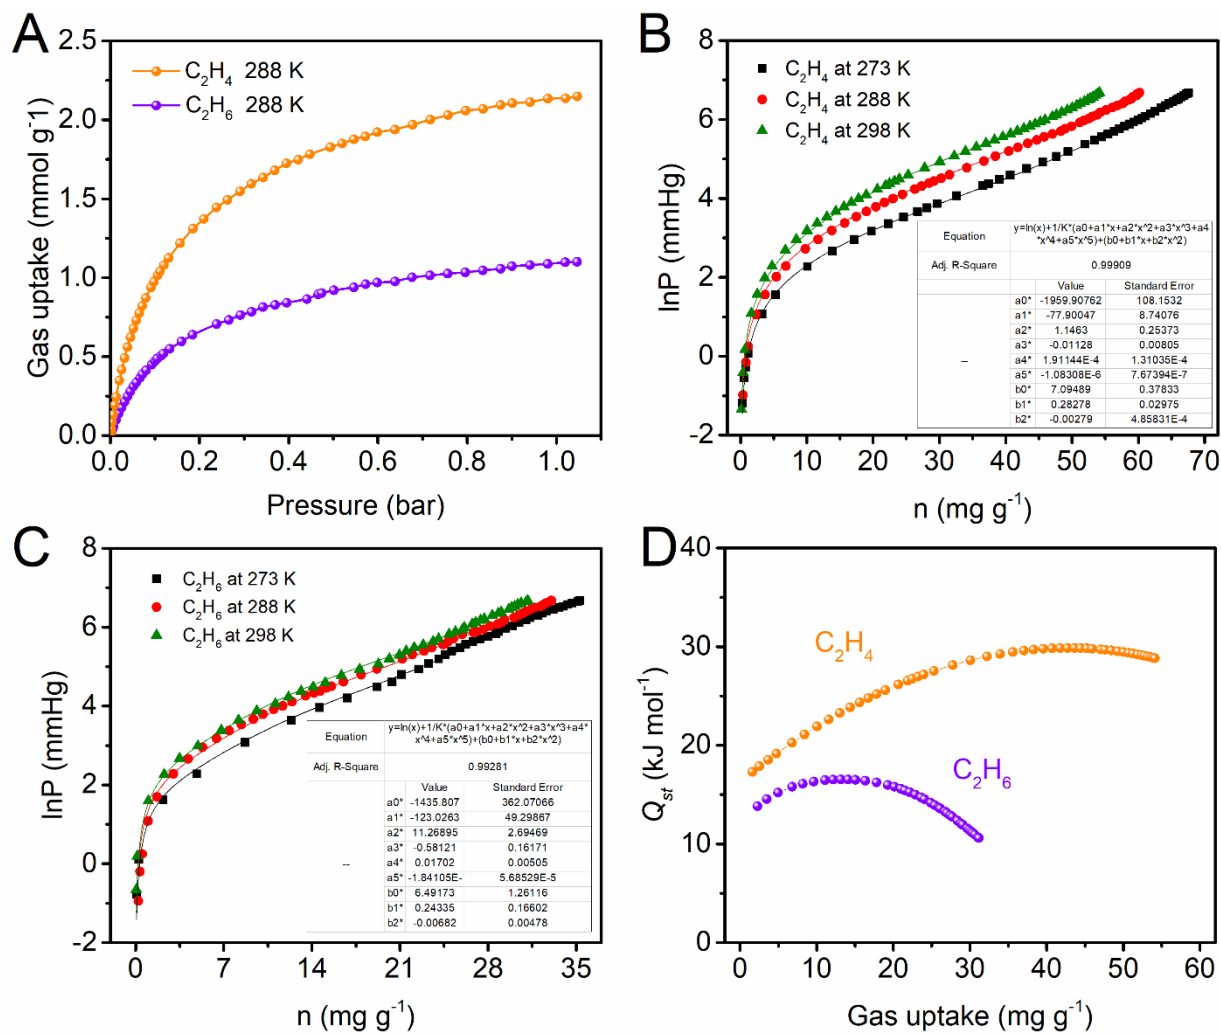 A
2.5
2.0
1.5
1.0
0.5
0.0
Gas uptake (mmol g⁻¹)
C₂H₄ 288 K
C₂H₆ 288 K
0.0 0.2 0.4 0.6 0.8 1.0
Pressure (bar)
B
8
6
4
2
0
-2
lnP (mmHg)
C₂H₄ at 273 K
C₂H₄ at 288 K
C₂H₄ at 298 K
Equation
y=ln(x)+1/K*(a0+a1*x+a2*x^2+a3*x^3+a4
*x^4+a5*x^5)+(b0+b1*x+b2*x^2)
Adj. R-Square 0.99909
Value Standard Error
a0* -1959.90762 108.1532
a1* -77.90047 8.74076
a2* 1.1463 0.25373
a3* -0.01128 0.00805
a4* 1.91144E-4 1.31035E-4
a5* -1.08308E-6 7.67394E-7
b0* 7.09489 0.37833
b1* 0.28278 0.02975
b2* -0.00279 4.85831E-4
--
0 10 20 30 40 50 60 70
n (mg g⁻¹)
C
8
6
4
2
0
-2
lnP (mmHg)
C₂H₆ at 273 K
C₂H₆ at 288 K
C₂H₆ at 298 K
Equation
y=ln(x)+1/K*(a0+a1*x+a2*x^2+a3*x^3+a4*
x^4+a5*x^5)+(b0+b1*x+b2*x^2)
Adj. R-Square 0.99281
Value Standard Error
a0* -1435.807 362.07066
a1* -123.0263 49.29867
a2* 11.26895 2.69469
a3* -0.58121 0.16171
a4* 0.01702 0.00505
a5* -1.84105E- 5.68529E-5
b0* 6.49173 1.26116
b1* 0.24335 0.16602
b2* -0.00682 0.00478
--
0 7 14 21 28 35
n (mg g⁻¹)
D
40
30
20
10
0
Qst (kJ mol⁻¹)
C₂H₄
C₂H₆
0 10 20 30 40 50 60
Gas uptake (mg g⁻¹)